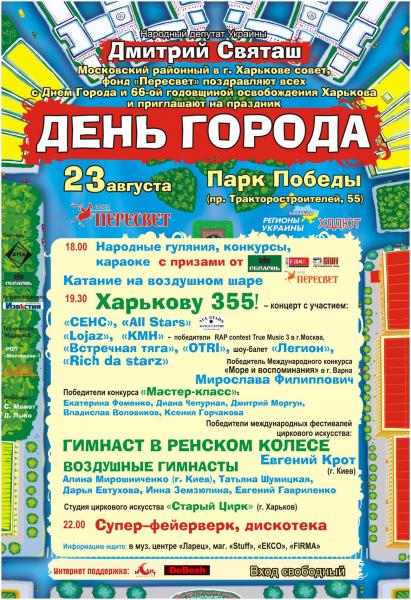 Народный депутат Украины
Дмитрий Святаш
Московский районный в г. Харькове совет,
фонд «Пересвет» поздравляют всех
с Днем Города и 66-ой годовщиной освобождения Харькова
и приглашают на праздник
ДЕНЬ ГОРОДА
23 августа
Парк Победы
(пр. Тракторостроителей, 55)
ПЕРЕСВЕТ
РЕГИОНЫ УКРАИНЫ
ХДДЮТ
18.00 Народные гуляния, конкурсы,
караоке с призами от
Катание на воздушном шаре
ПЕРЕСВЕТ
19.30 Харькову 355! – концерт с участием:
«СЕНС», «All Stars»
ALL STARS
«Lojaz», «КМН» - победители RAP contest True Music 3 в г.Москва,
«Встречная тяга», «OTRI», шоу-балет «Легион»,
«Rich da starz»
Победитель Международного конкурса
«Море и воспоминания» в г. Варна
Мирослава Филиппович
Победители конкурса «Мастер-класс»:
Екатерина Фоменко, Диана Чепурная, Дмитрий Моргун,
Владислав Воловиков, Ксения Горчакова
Победители международных фестивалей
циркового искусства:
ГИМНАСТ В РЕНСКОМ КОЛЕСЕ
Евгений Крот
(г. Киев)
ВОЗДУШНЫЕ ГИМНАСТЫ
Алина Мирошниченко (г. Киев), Татьяна Шумицкая,
Дарья Евтухова, Инна Земзюлина, Евгений Гавриленко
Студия циркового искусства «Старый Цирк» (г. Харьков)
22.00 Супер-фейерверк, дискотека
Информацию ищите: в муз. центре «Ларец», маг. «Stuff», «ЕКСО», «FIRMA»
Интернет поддержка:
DeBosh
Вход свободный
Известия
С. Момот
Д. Лыко